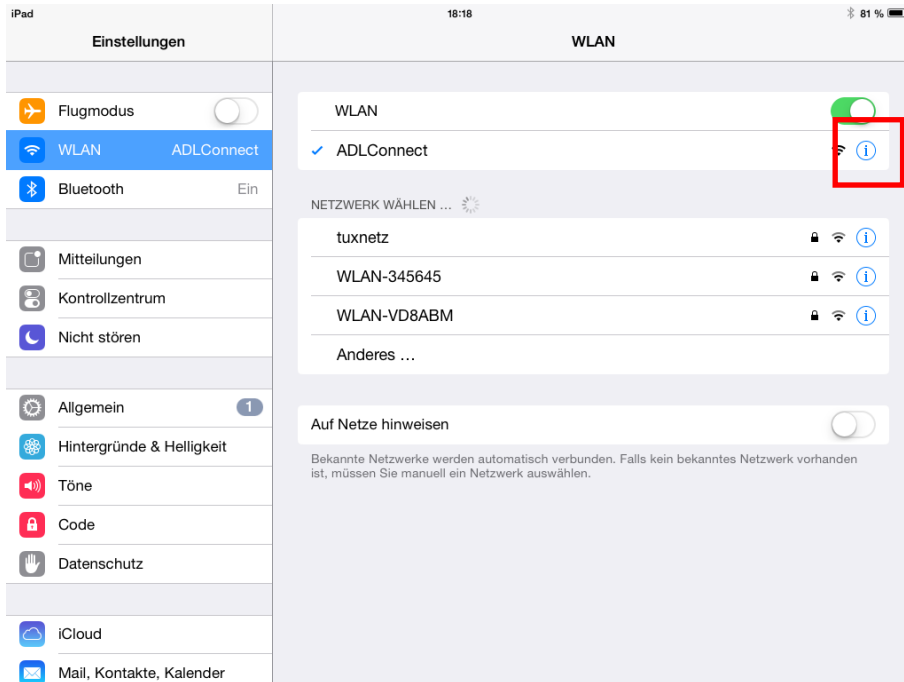 iPad 18:18 81 %
Einstellungen
WLAN
Flugmodus
WLAN ADLConnect
Bluetooth Ein
Mitteilungen
Kontrollzentrum
Nicht stören
Allgemein 1
Hintergründe & Helligkeit
Töne
Code
Datenschutz
iCloud
Mail, Kontakte, Kalender
WLAN
ADLConnect
NETZWERK WÄHLEN ...
tuxnetz
WLAN-345645
WLAN-VD8ABM
Anderes ...
Auf Netze hinweisen
Bekannte Netzwerke werden automatisch verbunden. Falls kein bekanntes Netzwerk vorhanden
ist, müssen Sie manuell ein Netzwerk auswählen.